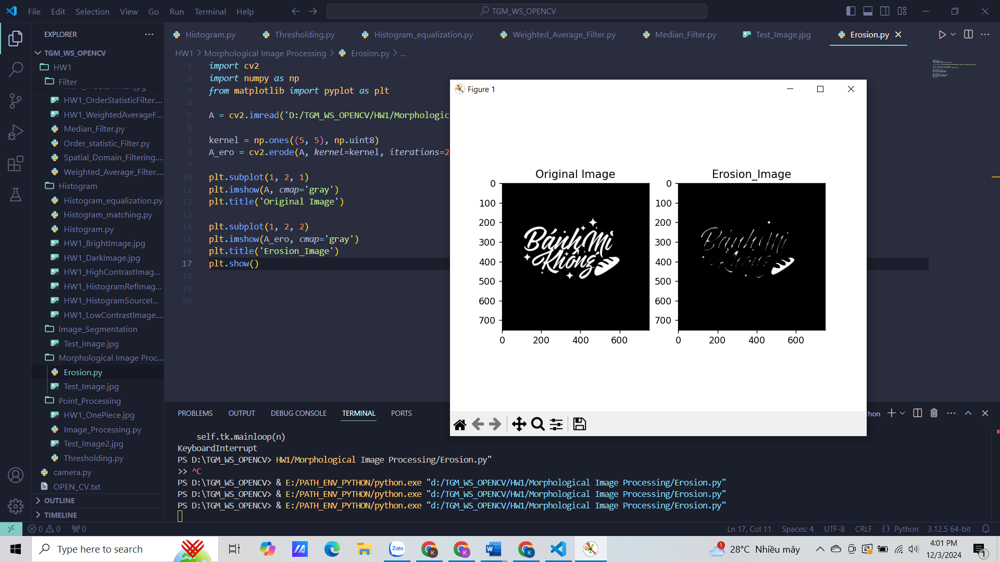 File Edit Selection View Go Run Terminal Help
TGM_WS_OPENCV
EXPLORER
Histogram.py Thresholding.py Histogram_equalization.py Weighted_Average_Filter.py Median_Filter.py Test_Image.jpg Erosion.py
TGM_WS_OPENCV
HW1
Filter
HW1_OrderStatisticFilter....
HW1_WeightedAverageF...
Median_Filter.py
Order_statistic_Filter.py
Spatial_Domain_Filtering....
Weighted_Average_Filter....
Histogram
Histogram_equalization.py
Histogram_matching.py
Histogram.py
HW1_BrightImage.jpg
HW1_DarkImage.jpg
HW1_HighContrastImag...
HW1_HistogramRefImag...
HW1_HistogramSourceI...
HW1_LowContrastImage....
Image_Segmentation
Test_Image.jpg
Morphological Image Proc...
Erosion.py
Test_Image.jpg
Point_Processing
HW1_OnePiece.jpg
Image_Processing.py
Test_Image2.jpg
Thresholding.py
camera.py
OPEN_CV.txt
OUTLINE
TIMELINE
HW1 > Morphological Image Processing > Erosion.py > ...
1 import cv2
2 import numpy as np
3 from matplotlib import pyplot as plt
4
5 A = cv2.imread('D:/TGM_WS_OPENCV/HW1/Morphologic
6
7 kernel = np.ones((5, 5), np.uint8)
8 A_ero = cv2.erode(A, kernel=kernel, iterations=2
9
10 plt.subplot(1, 2, 1)
11 plt.imshow(A, cmap='gray')
12 plt.title('Original Image')
13
14 plt.subplot(1, 2, 2)
15 plt.imshow(A_ero, cmap='gray')
16 plt.title('Erosion_Image')
17 plt.show()
18
19
20
Figure 1
Original Image
0
100
200
300
400
500
600
700
0 200 400 600
Bánh Mì
Không
Erosion_Image
0
100
200
300
400
500
600
700
0 200 400 600
Bánh Mì
Không
PROBLEMS OUTPUT DEBUG CONSOLE TERMINAL PORTS
hon
self.tk.mainloop(n)
KeyboardInterrupt
PS D:\TGM_WS_OPENCV> HW1/Morphological Image Processing/Erosion.py"
>> ^C
PS D:\TGM_WS_OPENCV> & E:/PATH_ENV_PYTHON/python.exe "d:/TGM_WS_OPENCV/HW1/Morphological Image Processing/Erosion.py"
PS D:\TGM_WS_OPENCV> & E:/PATH_ENV_PYTHON/python.exe "d:/TGM_WS_OPENCV/HW1/Morphological Image Processing/Erosion.py"
PS D:\TGM_WS_OPENCV> & E:/PATH_ENV_PYTHON/python.exe "d:/TGM_WS_OPENCV/HW1/Morphological Image Processing/Erosion.py"
0 0 0
Ln 17, Col 11 Spaces: 4 UTF-8 CRLF {} Python 3.12.5 64-bit
Type here to search
Zalo
K K K
1
28°C Nhiều mây
4:01 PM
12/3/2024
1